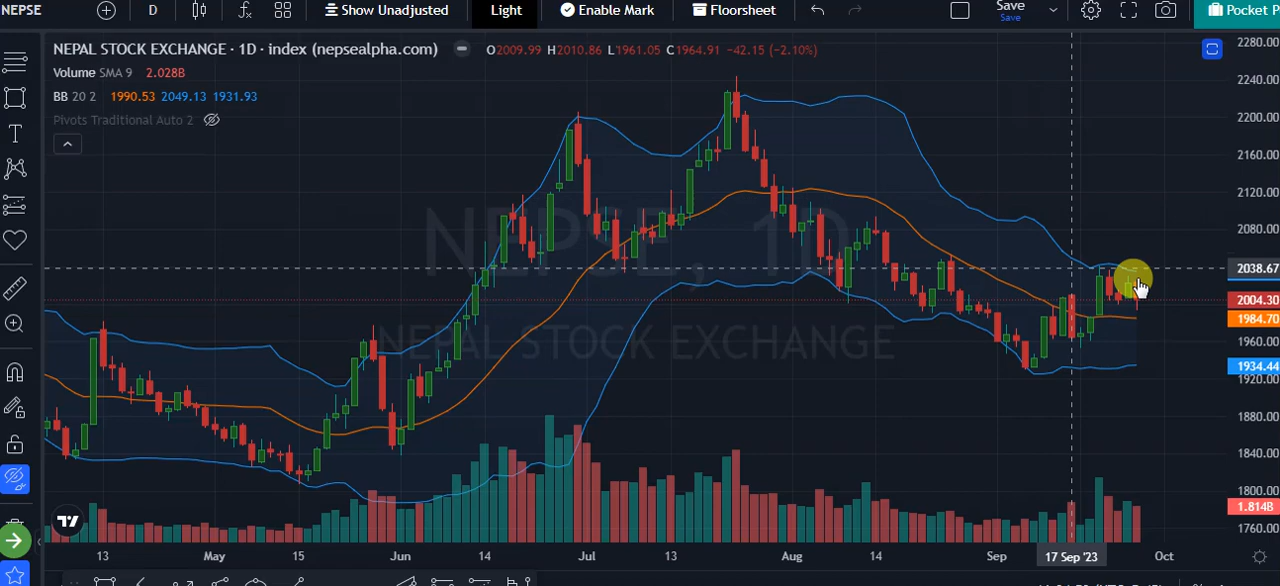 NEPSE D Show Unadjusted Light Enable Mark Floorsheet Save Save Pocket P
NEPAL STOCK EXCHANGE · 1D · index (nepsealpha.com) O2009.99 H2010.86 L1961.05 C1964.91 -42.15 (-2.10%)
Volume SMA 9 2.028B
BB 20 2 1990.53 2049.13 1931.93
Pivots Traditional Auto 2
NEPSE, 1D
NEPAL STOCK EXCHANGE
2280.00
2240.00
2200.00
2160.00
2120.00
2080.00
2038.67
2004.30
1984.70
1960.00
1934.44
1920.00
1880.00
1840.00
1800.00
1.814B
1760.00
13 May 15 Jun 14 Jul 13 Aug 14 Sep 17 Sep '23 Oct